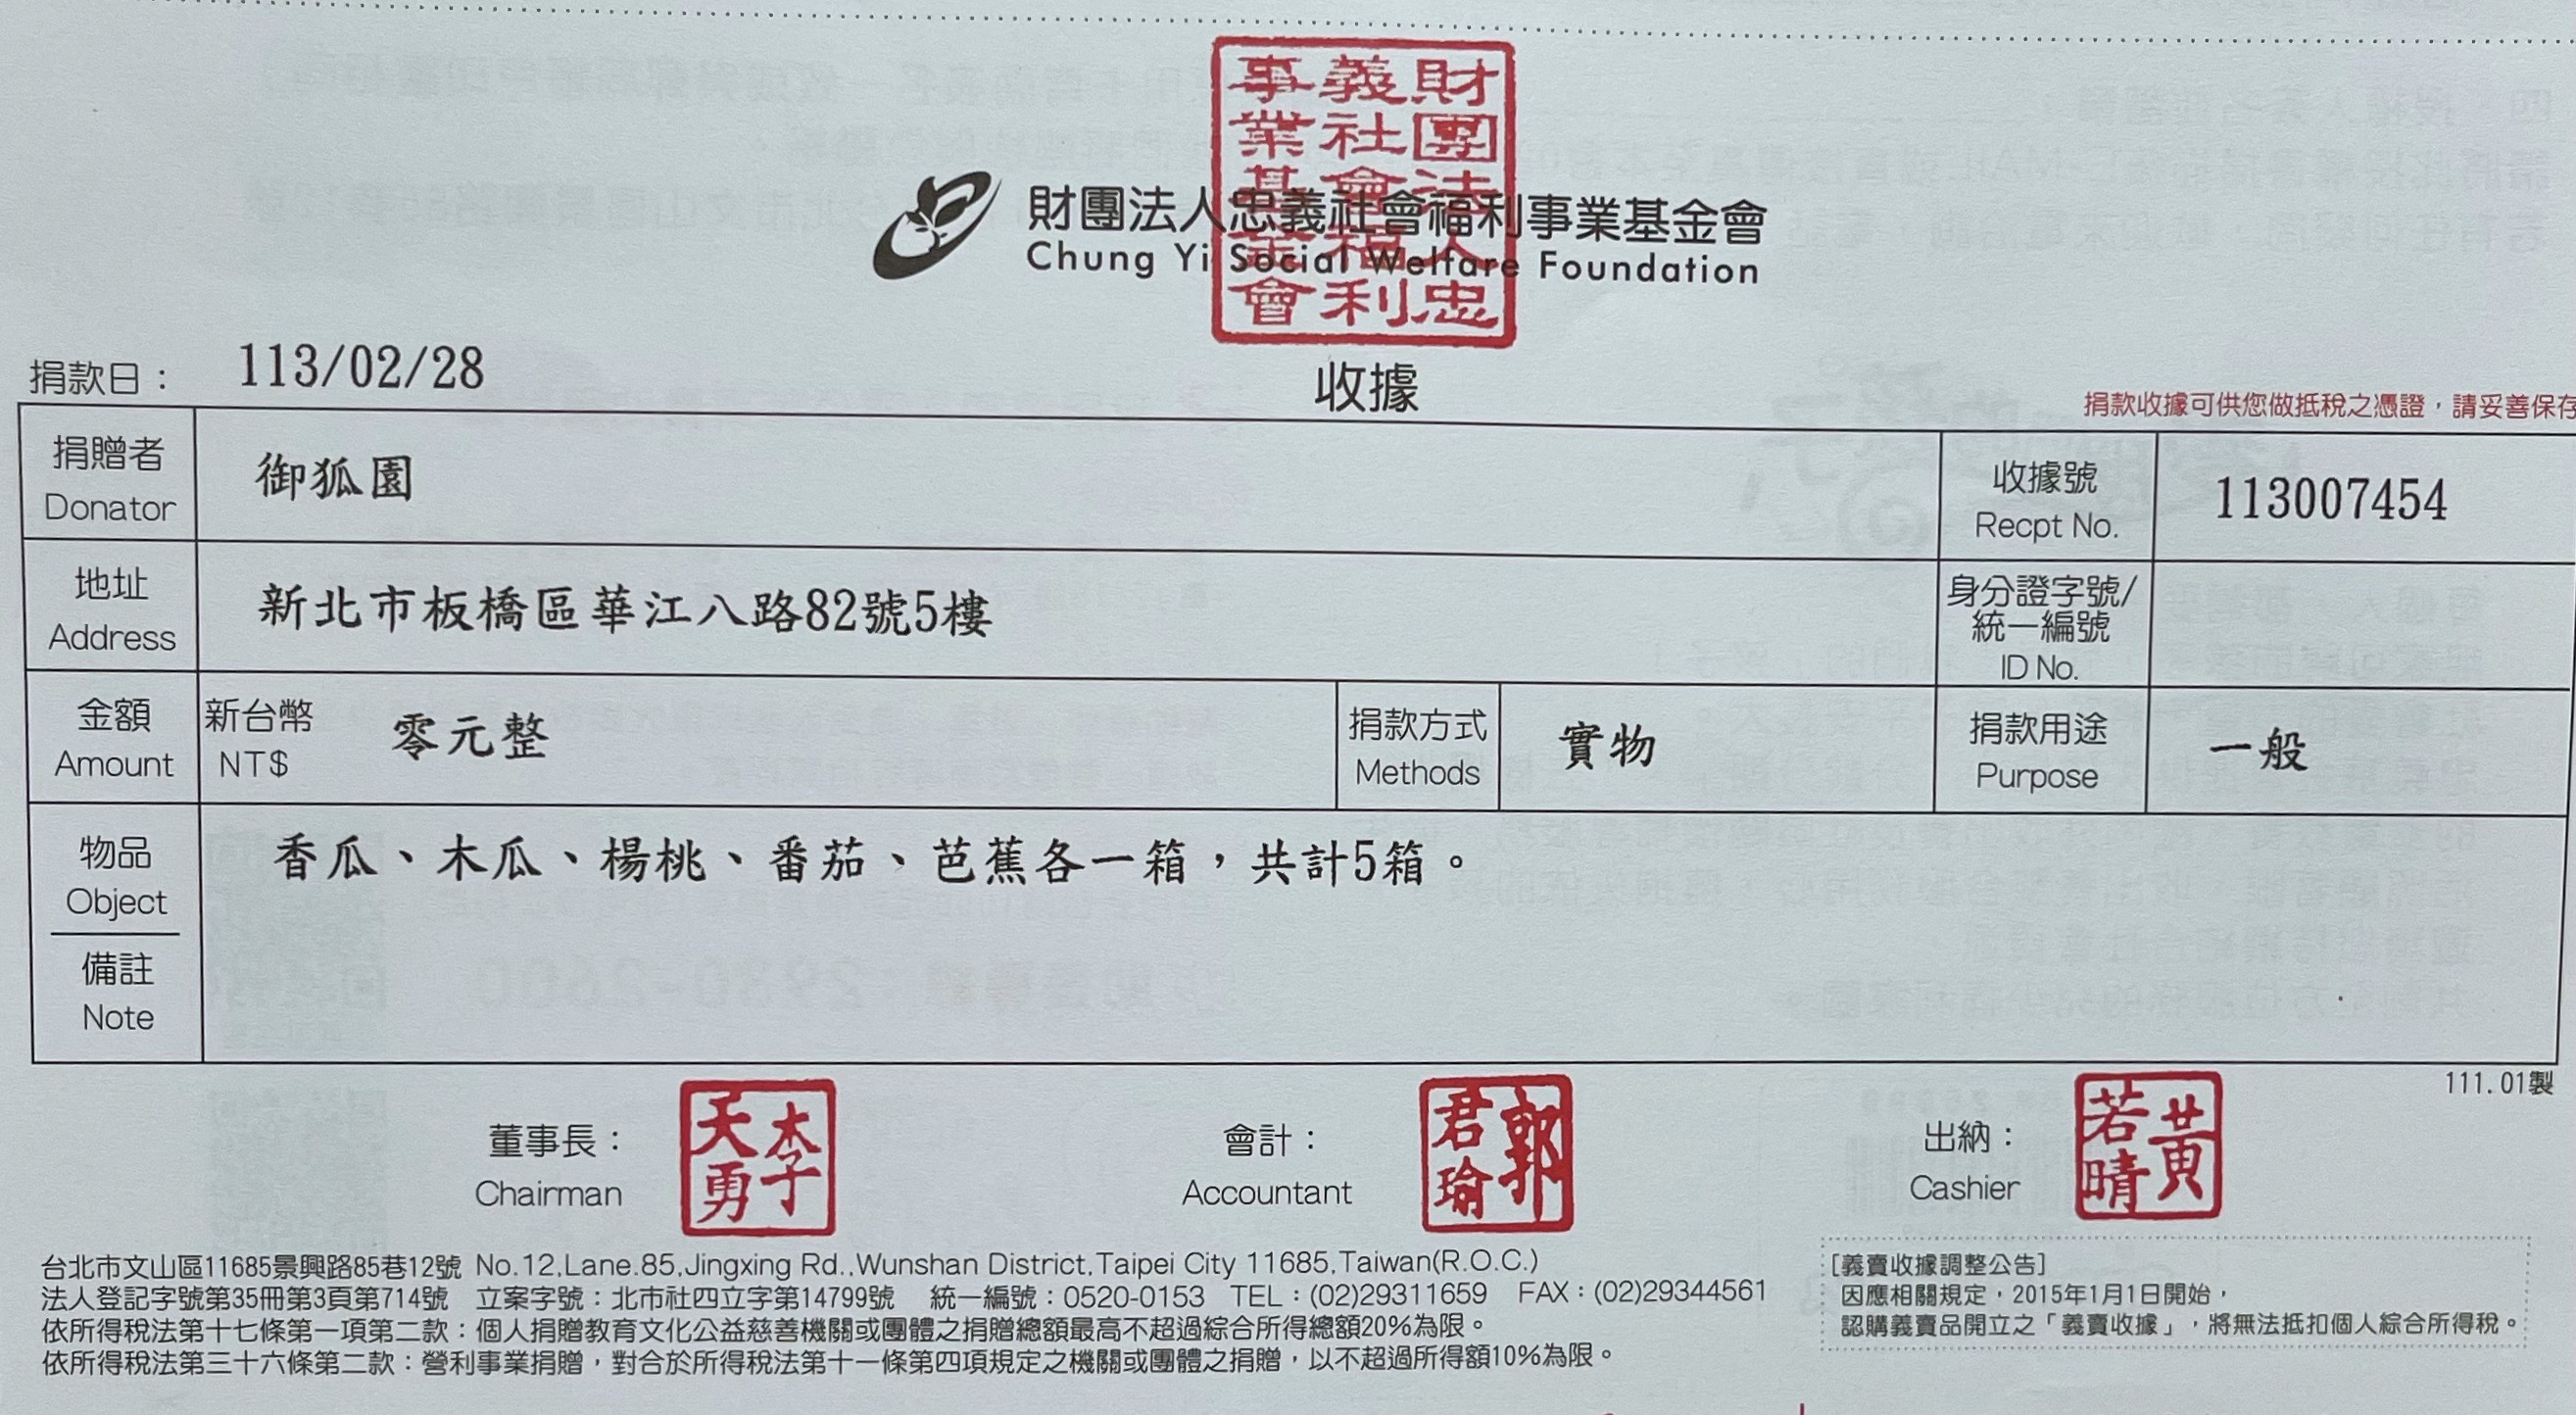 財團法人忠義社會福利事業基金會
Chung Yi Social Welfare Foundation
財團法人忠義社會福利事業基金會
收據
捐款日： 113/02/28
捐款收據可供您做抵稅之憑證，請妥善保存
捐贈者 Donator 御狐園 收據號 Recpt No. 113007454
地址 Address 新北市板橋區華江八路82號5樓 身分證字號/統一編號 ID No.
金額 Amount 新台幣 NT$ 零元整 捐款方式 Methods 實物 捐款用途 Purpose 一般
物品 Object 香瓜、木瓜、楊桃、番茄、芭蕉各一箱，共計5箱。
備註 Note
111.01製
董事長： Chairman 李天勇 會計： Accountant 郭君瑜 出納： Cashier 黃若晴
台北市文山區11685景興路85巷12號 No.12,Lane.85,Jingxing Rd.,Wunshan District,Taipei City 11685,Taiwan(R.O.C.)
法人登記字號第35冊第3頁第714號 立案字號：北市社四立字第14799號 統一編號：0520-0153 TEL：(02)29311659 FAX：(02)29344561
依所得稅法第十七條第一項第二款：個人捐贈教育文化公益慈善機關或團體之捐贈總額最高不超過綜合所得總額20%為限。
依所得稅法第三十六條第二款：營利事業捐贈，對合於所得稅法第十一條第四項規定之機關或團體之捐贈，以不超過所得額10%為限。
[義賣收據調整公告]
因應相關規定，2015年1月1日開始，
認購義賣品開立之「義賣收據」，將無法抵扣個人綜合所得稅。